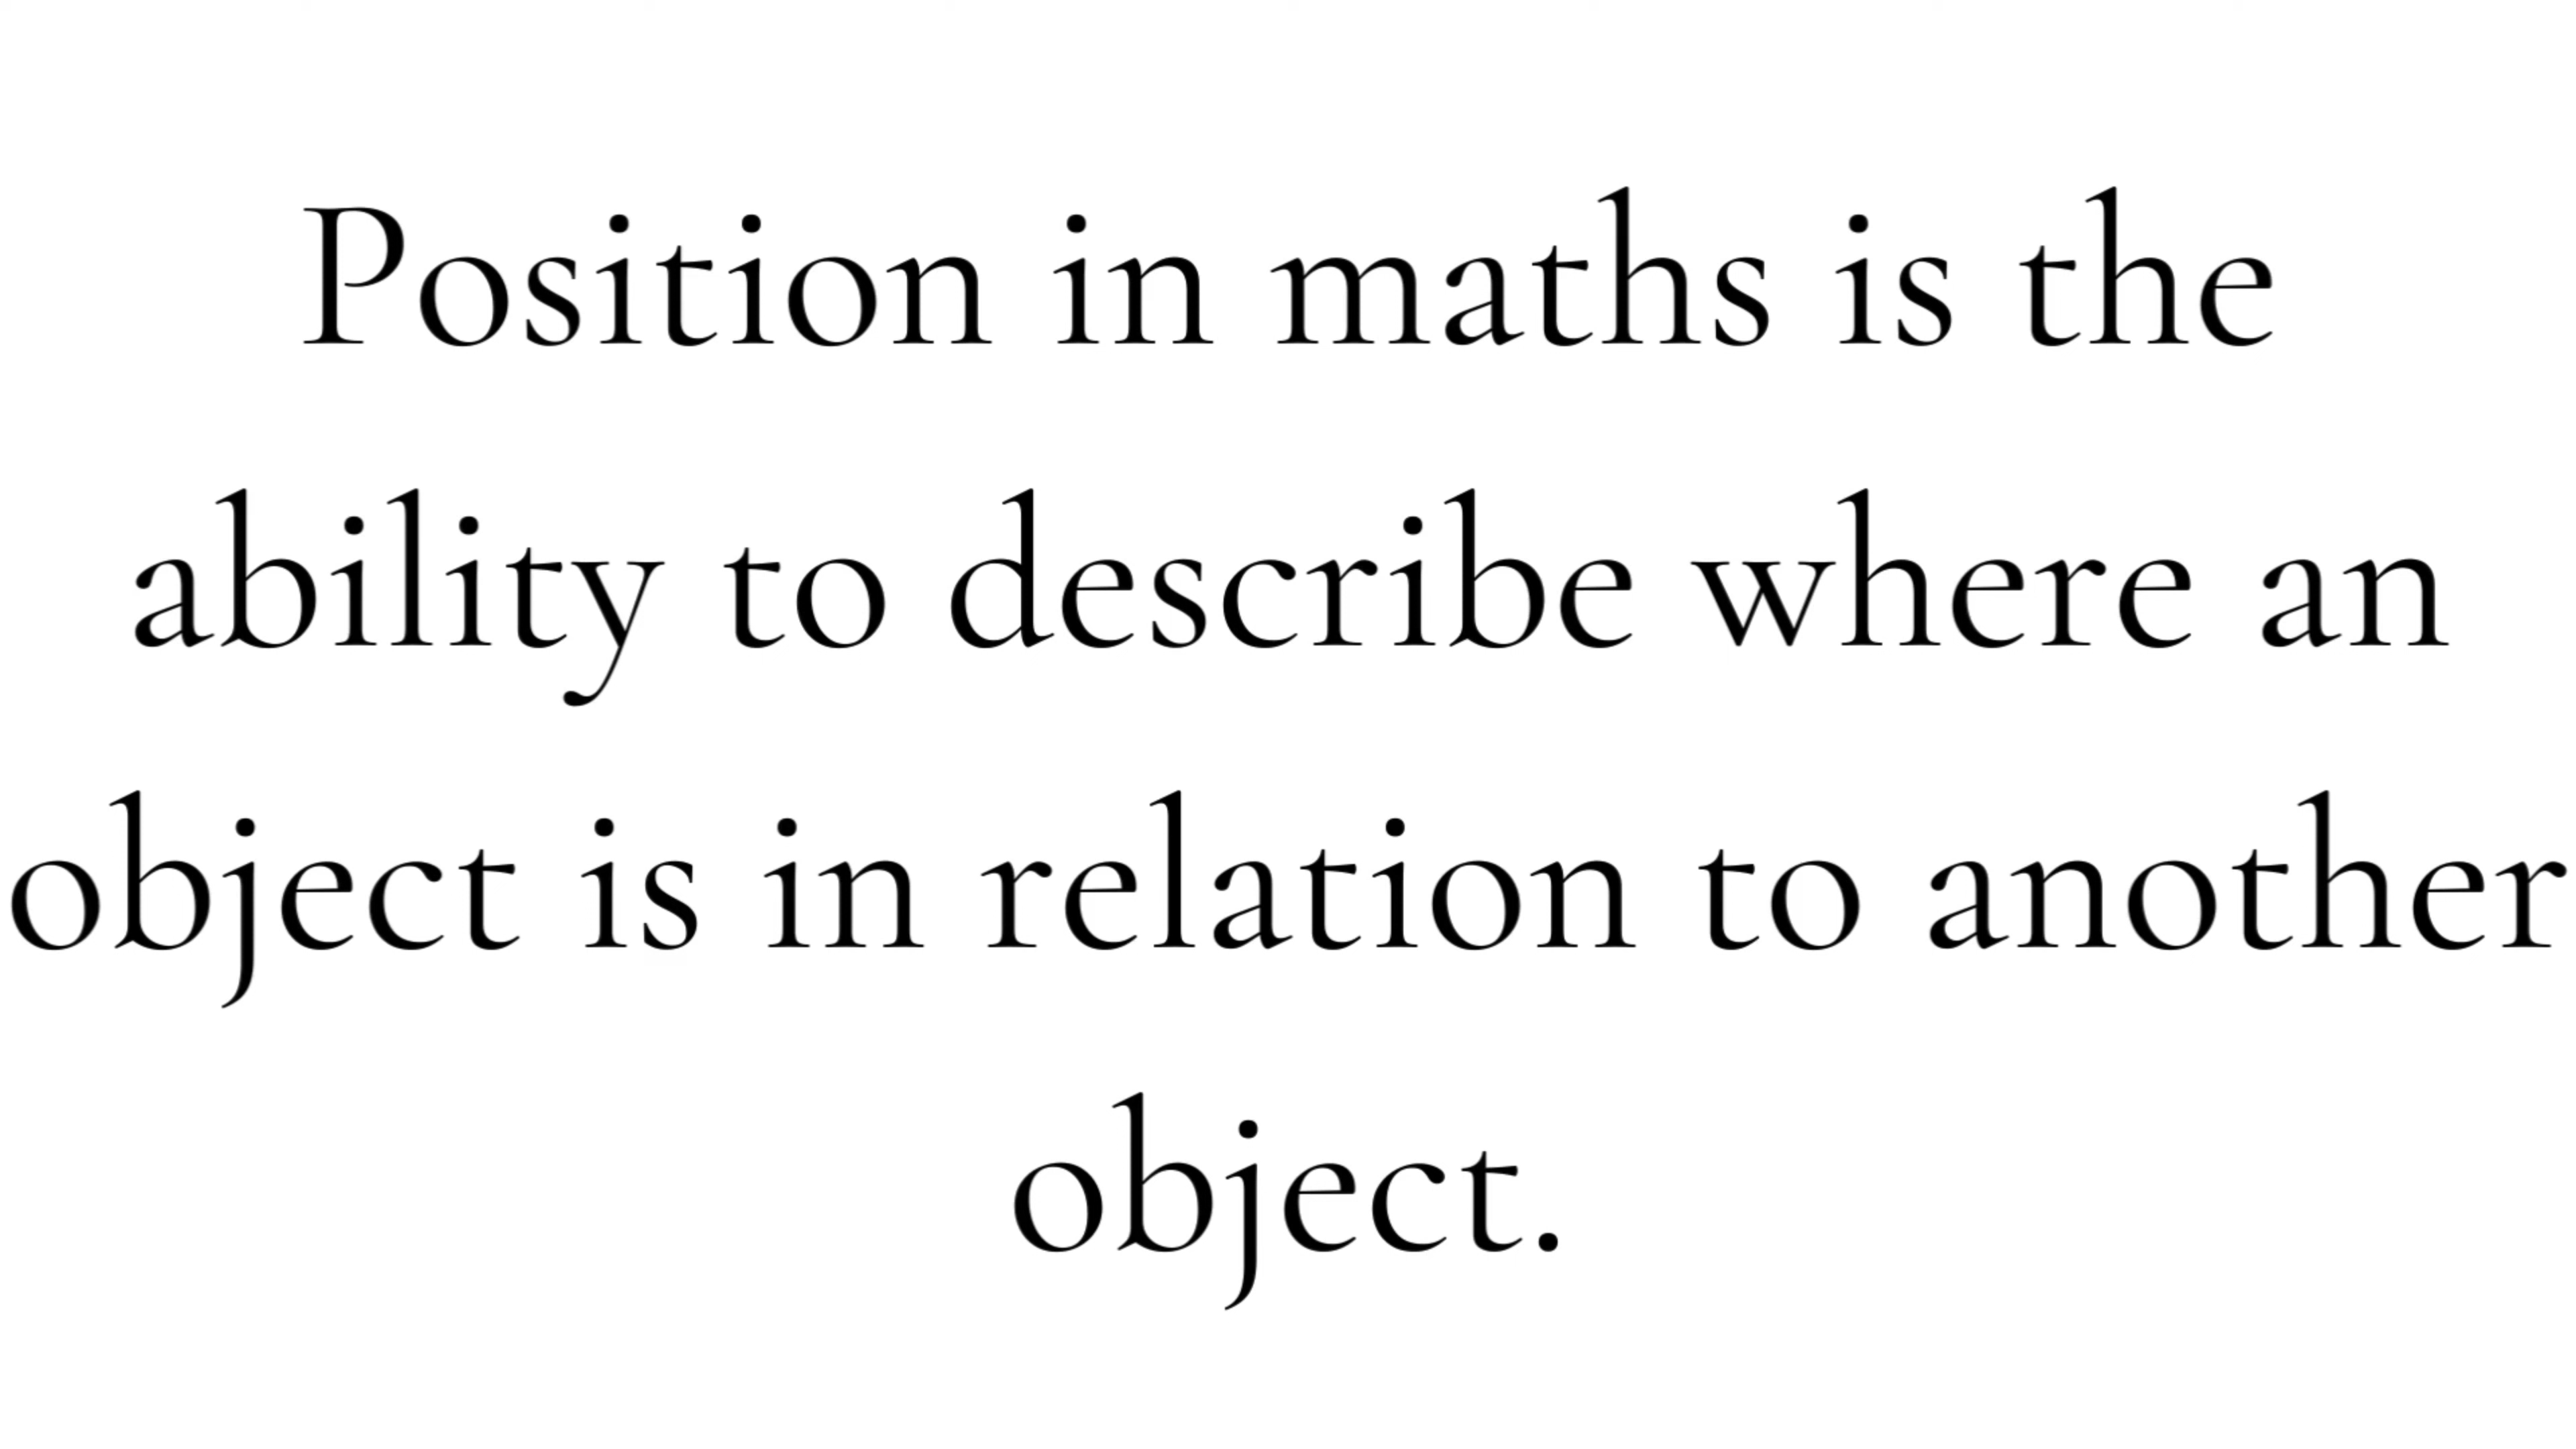 Position in maths is the
ability to describe where an
object is in relation to another
object.